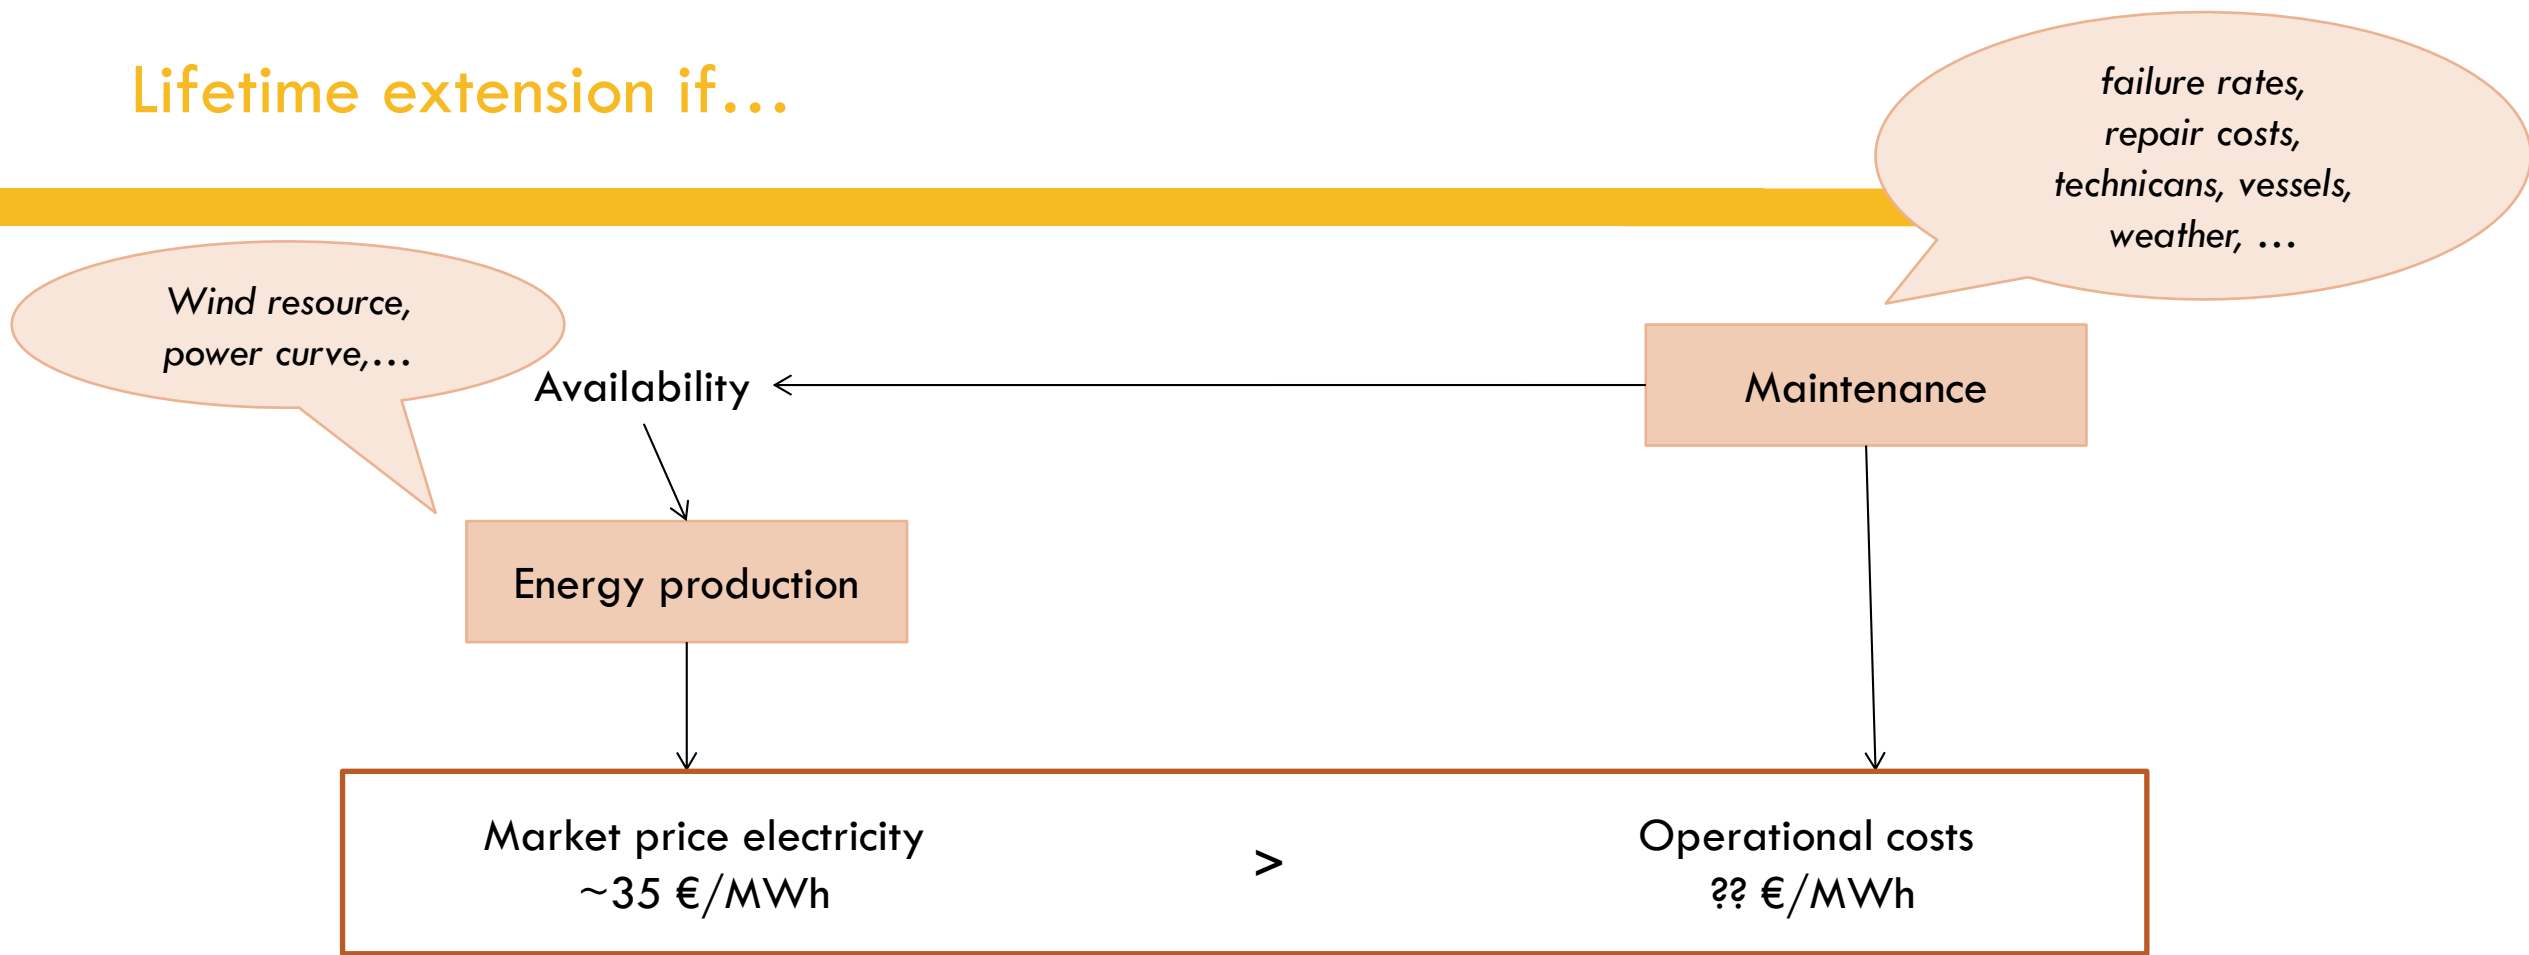 Lifetime extension if...
failure rates,
repair costs,
technicans, vessels,
weather, ...
Wind resource,
power curve,...
Availability
Maintenance
Energy production
Market price electricity
~35 €/MWh
>
Operational costs
?? €/MWh